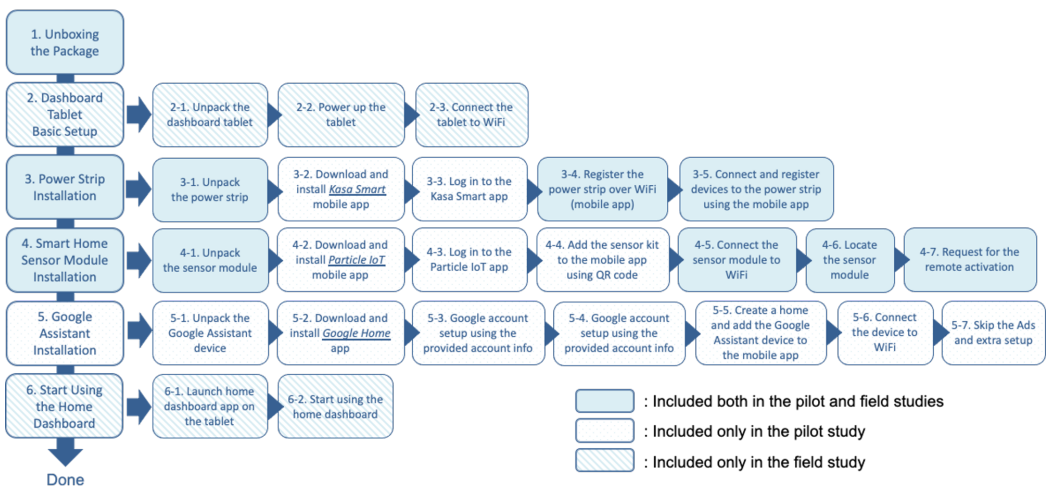 1. Unboxing
the Package
2. Dashboard
Tablet
Basic Setup
2-1. Unpack the
dashboard tablet
2-2. Power up the
tablet
2-3. Connect the
tablet to WiFi
3. Power Strip
Installation
3-1. Unpack
the power strip
3-2. Download and
install Kasa Smart
mobile app
3-3. Log in to the
Kasa Smart app
3-4. Register the
power strip over WiFi
(mobile app)
3-5. Connect and register
devices to the power strip
using the mobile app
4. Smart Home
Sensor Module
Installation
4-1. Unpack
the sensor module
4-2. Download and
install Particle IoT
mobile app
4-3. Log in to the
Particle IoT app
4-4. Add the sensor kit
to the mobile app
using QR code
4-5. Connect the
sensor module to
WiFi
4-6. Locate
the sensor
module
4-7. Request for the
remote activation
5. Google
Assistant
Installation
5-1. Unpack the
Google Assistant
device
5-2. Download and
install Google Home
app
5-3. Google account
setup using the
provided account info
5-4. Google account
setup using the
provided account info
5-5. Create a home
and add the Google
Assistant device to
the mobile app
5-6. Connect
the device to
WiFi
5-7. Skip the Ads
and extra setup
6. Start Using
the Home
Dashboard
6-1. Launch home
dashboard app on
the tablet
6-2. Start using the
home dashboard
: Included both in the pilot and field studies
: Included only in the pilot study
: Included only in the field study
Done